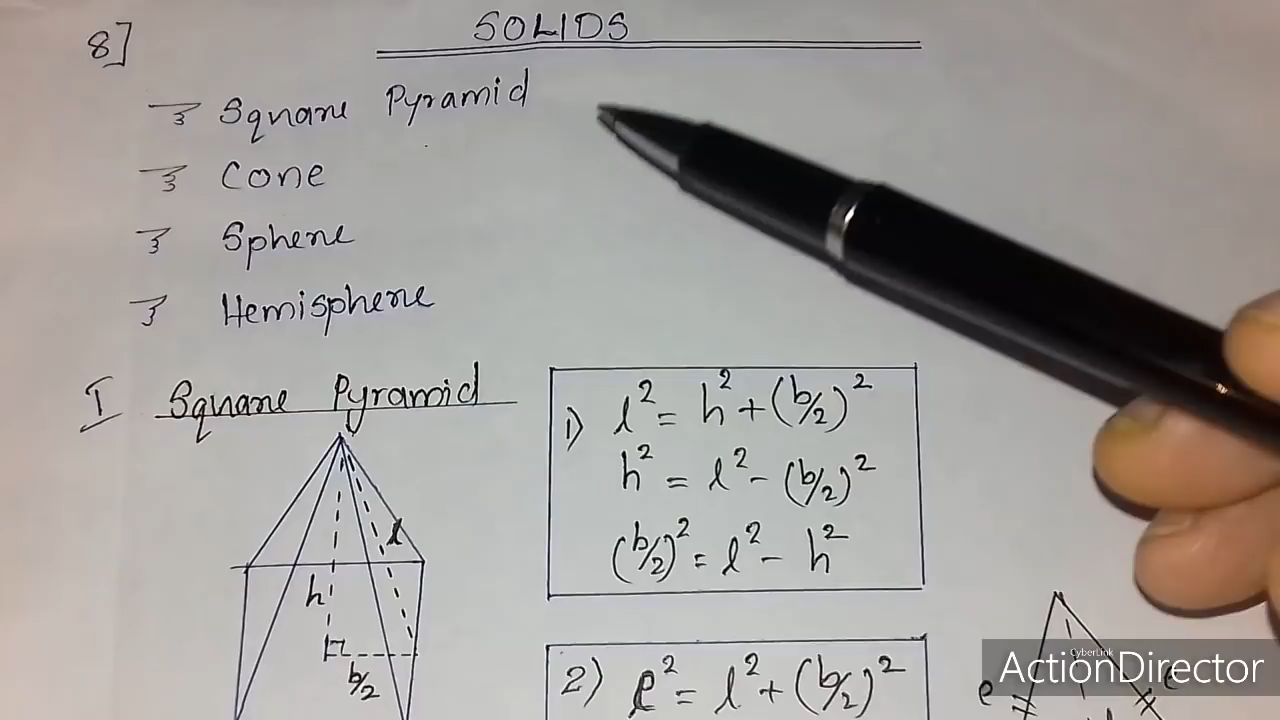 8]
SOLIDS
Square Pyramid
Cone
Sphere
Hemisphere
I Square Pyramid
1) l² = h² + (b/2)²
h² = l² - (b/2)²
(b/2)² = l² - h²
l
h
b/2
2) e² = l² + (b/2)²
e
e
CyberLink
ActionDirector